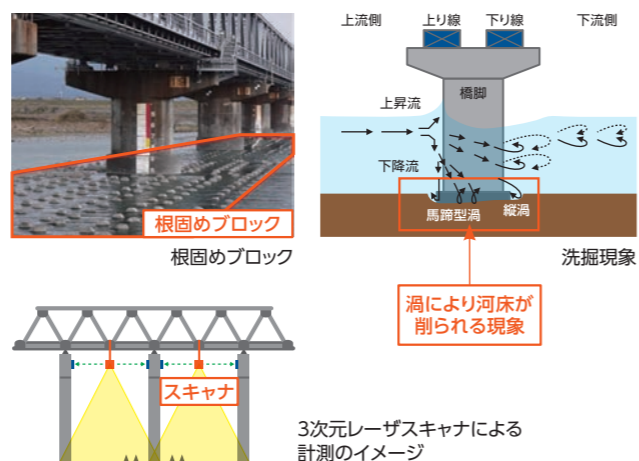 根固めブロック
根固めブロック
上流側
上り線
下り線
下流側
橋脚
上昇流
下降流
馬蹄型渦
縦渦
洗掘現象
渦により河床が
削られる現象
スキャナ
3次元レーザスキャナによる
計測のイメージ